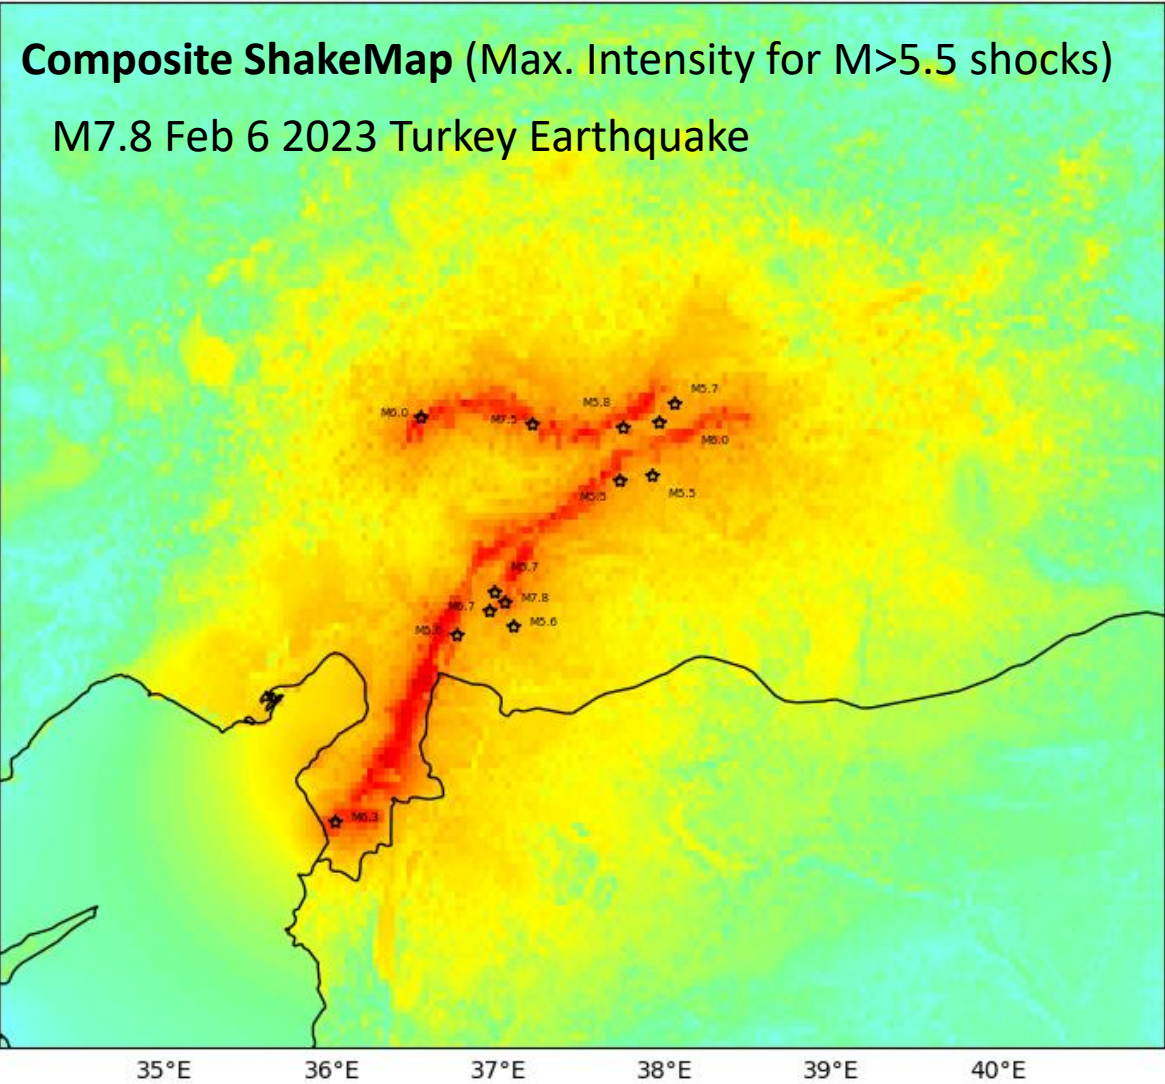 Composite ShakeMap (Max. Intensity for M>5.5 shocks)
M7.8 Feb 6 2023 Turkey Earthquake
M5.7
M5.8
M6.0
M7.5
M6.0
M5.5
M5.5
M5.7
M7.8
M6.7
M5.6
M5.6
M6.3
35°E 36°E 37°E 38°E 39°E 40°E